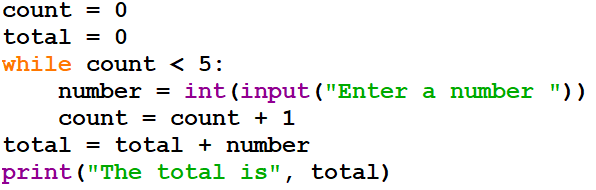 count = 0
total = 0
while count < 5:
    number = int(input("Enter a number "))
    count = count + 1
total = total + number
print("The total is", total)